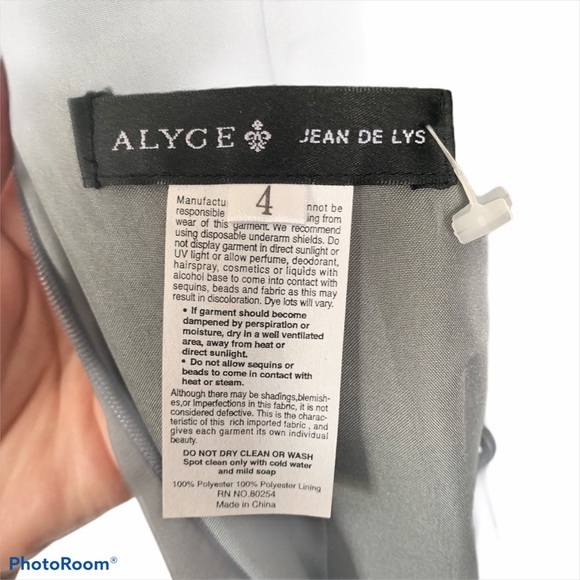 ALYCE JEAN DE LYS
4
Manufactu nnot be
responsible ing from
wear of this garment. We recommend
using disposable underarm shields. Do
not display garment in direct sunlight or
UV light or allow perfume, deodorant,
hairspray, cosmetics or liquids with
alcohol base to come into contact with
sequins, beads and fabric as this may
result in discoloration. Dye lots will vary.
• If garment should become
dampened by perspiration or
moisture, dry in a well ventilated
area, away from heat or
direct sunlight.
• Do not allow sequins or
beads to come in contact with
heat or steam.
Although there may be shadings,blemish-
es,or Imperfections in this fabric, it is not
considered defective. This is the charac-
teristic of this rich imported fabric , and
gives each garment its own individual
beauty.
DO NOT DRY CLEAN OR WASH
Spot clean only with cold water
and mild soap
100% Polyester 100% Polyester Lining
RN NO.80254
Made in China
PhotoRoom®